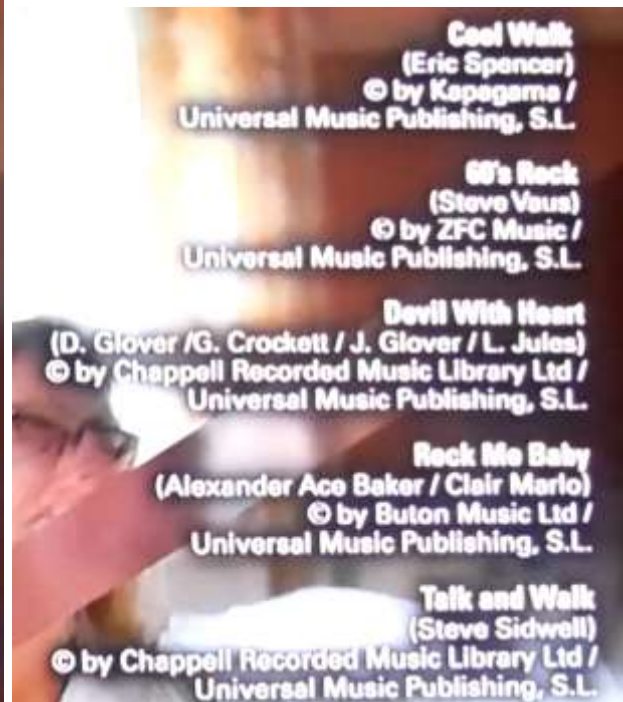 Cool Walk
(Eric Spencer)
© by Kapagama /
Universal Music Publishing, S.L.
60's Rock
(Steve Vaus)
© by ZFC Music /
Universal Music Publishing, S.L.
Devil With Heart
(D. Glover /G. Crockett / J. Glover / L. Jules)
© by Chappell Recorded Music Library Ltd /
Universal Music Publishing, S.L.
Rock Me Baby
(Alexander Ace Baker / Clair Marlo)
© by Buton Music Ltd /
Universal Music Publishing, S.L.
Talk and Walk
(Steve Sidwell)
© by Chappell Recorded Music Library Ltd /
Universal Music Publishing, S.L.